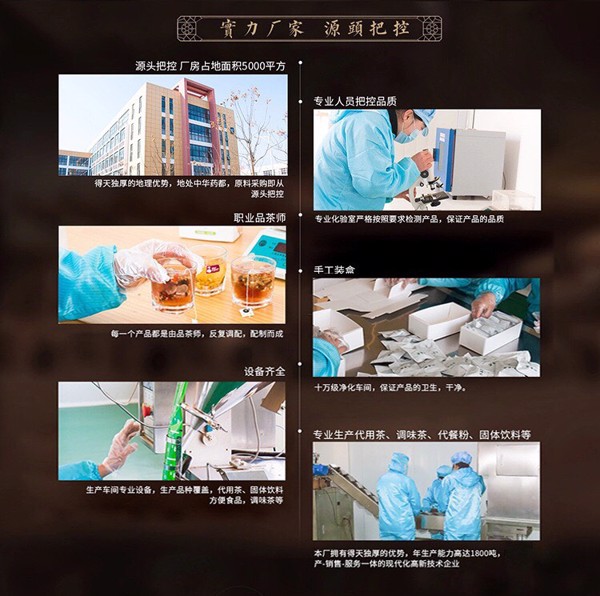 實力厂家 源頭把控
源头把控 厂房占地面积5000平方
得天独厚的地理优势，地处中华药都，原料采购即从
源头把控
专业人员把控品质
专业化验室严格按照要求检测产品，保证产品的品质
职业品茶师
每一个产品都是由品茶师，反复调配，配制而成
手工装盒
十万级净化车间，保证产品的卫生，干净。
设备齐全
生产车间专业设备，生产品种覆盖，代用茶、固体饮料
方便食品，调味茶等
专业生产代用茶、调味茶、代餐粉、固体饮料等
本厂拥有得天独厚的优势，年生产能力高达1800吨，
产-销售-服务一体的现代化高新技术企业